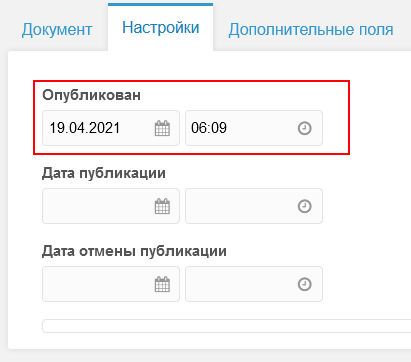 Документ Настройки Дополнительные поля
Опубликован
19.04.2021 06:09
Дата публикации
Дата отмены публикации